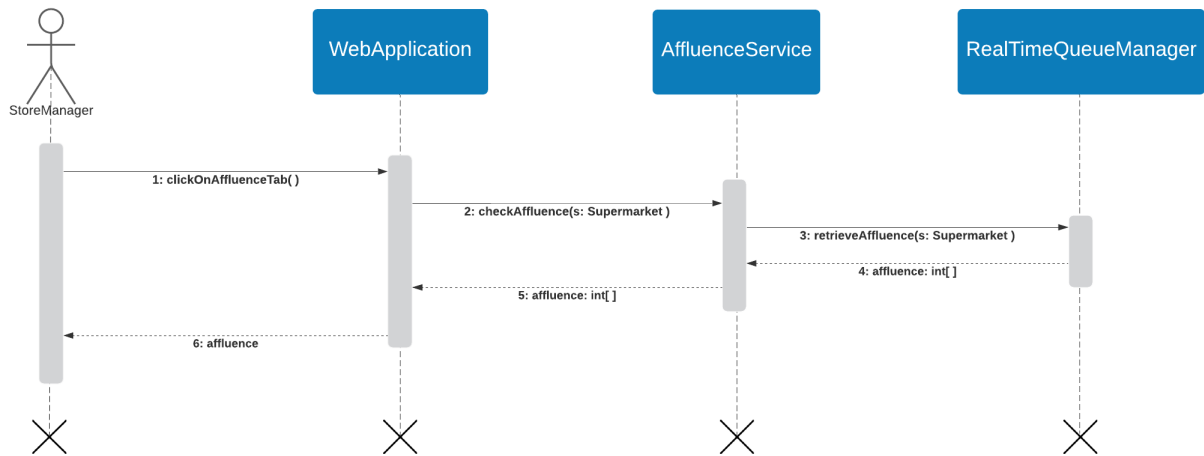 WebApplication
AffluenceService
RealTimeQueueManager
StoreManager
1: clickOnAffluenceTab( )
2: checkAffluence(s: Supermarket )
3: retrieveAffluence(s: Supermarket )
4: affluence: int[ ]
5: affluence: int[ ]
6: affluence